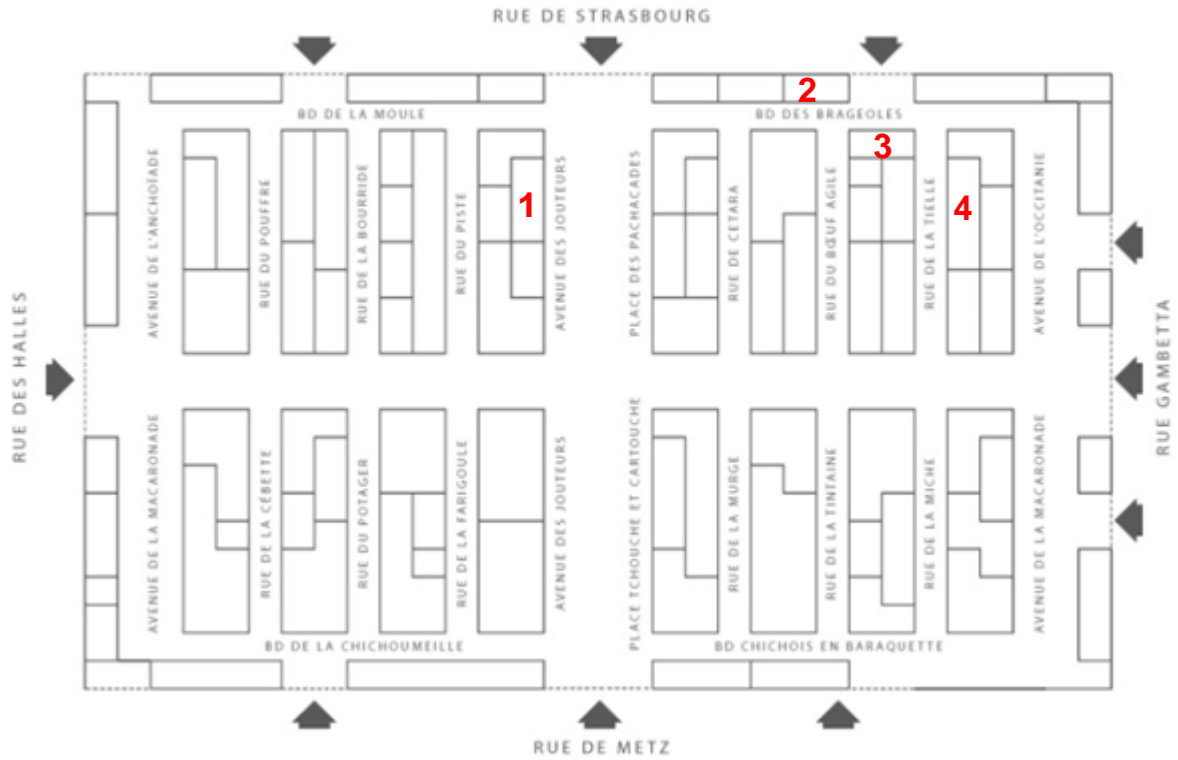 RUE DE STRASBOURG
2
BD DE LA MOULE
BD DES BRAGEOLES
3
1
4
AVENUE DE L'ANCHOÏADE
RUE DU POUFFRE
RUE DE LA BOURRIDE
RUE DU PISTE
AVENUE DES JOUTEURS
PLACE DES PACHACADES
RUE DE CETARA
RUE DU BŒUF AGILE
RUE DE LA TIELLE
AVENUE DE L'OCCITANIE
RUE DES HALLES
RUE GAMBETTA
AVENUE DE LA MACARONADE
RUE DE LA CÉBETTE
RUE DU POTAGER
RUE DE LA FARIGOULE
AVENUE DES JOUTEURS
PLACE TCHOUCHE ET CARTOUCHE
RUE DE LA MURGE
RUE DE LA TINTAINE
RUE DE LA MICHE
AVENUE DE LA MACARONADE
BD DE LA CHICHOUMEILLE
BD CHICHOIS EN BARAQUETTE
RUE DE METZ